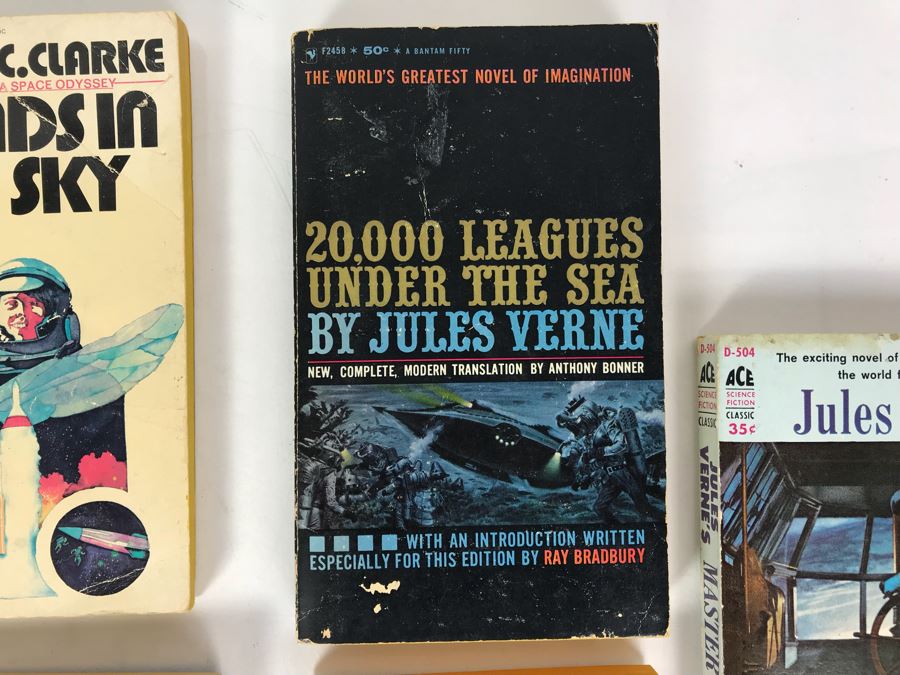 C. CLARKE
A SPACE ODYSSEY
DS IN
SKY
F2458 * 50¢ * A BANTAM FIFTY
THE WORLD'S GREATEST NOVEL OF IMAGINATION
20,000 LEAGUES
UNDER THE SEA
BY JULES VERNE
NEW, COMPLETE, MODERN TRANSLATION BY ANTHONY BONNER
WITH AN INTRODUCTION WRITTEN
ESPECIALLY FOR THIS EDITION BY RAY BRADBURY
D-504
ACE
SCIENCE
FICTION
CLASSIC
JULES
VERNE'S
MASTER
D-504
ACE
SCIENCE
FICTION
CLASSIC
35¢
The exciting novel of
the world
Jules